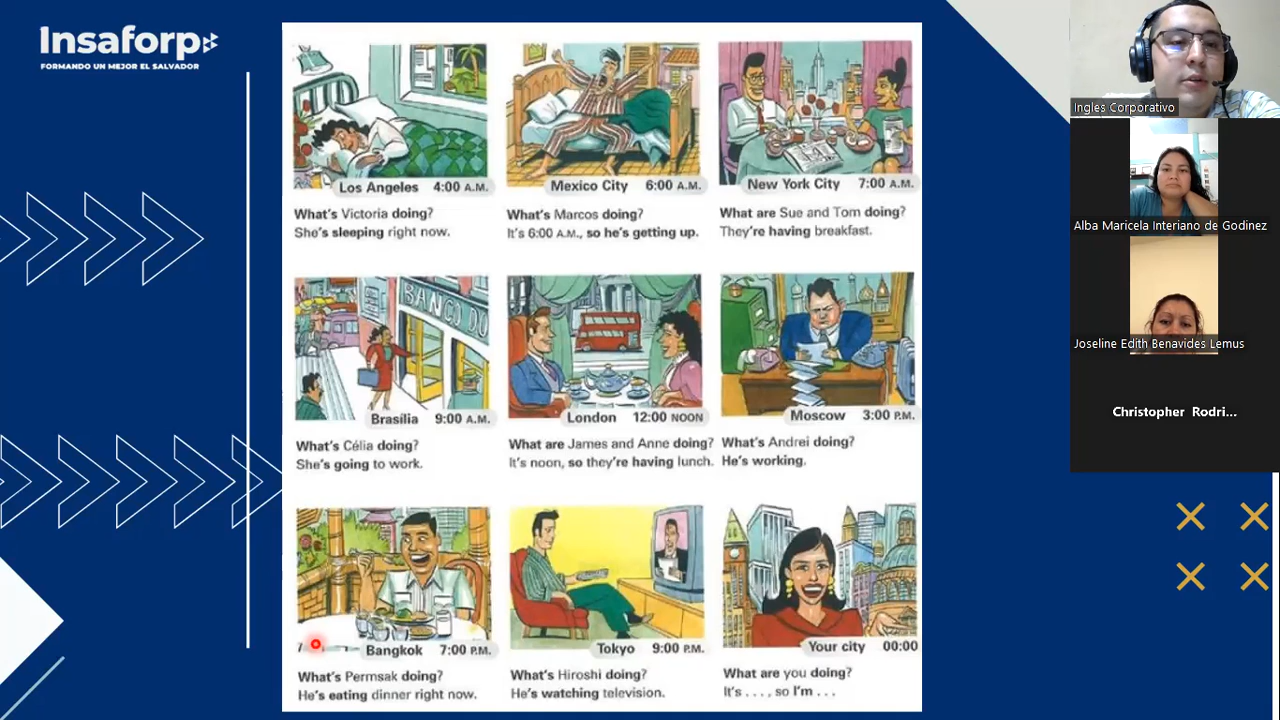 Insaforp
FORMANDO UN MEJOR EL SALVADOR
Los Angeles 4:00 A.M.
What's Victoria doing?
She's sleeping right now.
Mexico City 6:00 A.M.
What's Marcos doing?
It's 6:00 A.M., so he's getting up.
New York City 7:00 A.M.
What are Sue and Tom doing?
They're having breakfast.
BANCO DO
Brasília 9:00 A.M.
What's Célia doing?
She's going to work.
London 12:00 NOON
What are James and Anne doing?
It's noon, so they're having lunch.
Moscow 3:00 P.M.
What's Andrei doing?
He's working.
Bangkok 7:00 P.M.
What's Permsak doing?
He's eating dinner right now.
Tokyo 9:00 P.M.
What's Hiroshi doing?
He's watching television.
Your city 00:00
What are you doing?
It's . . . , so I'm . . .
Ingles Corporativo
Alba Maricela Interiano de Godinez
Joseline Edith Benavides Lemus
Christopher Rodri...